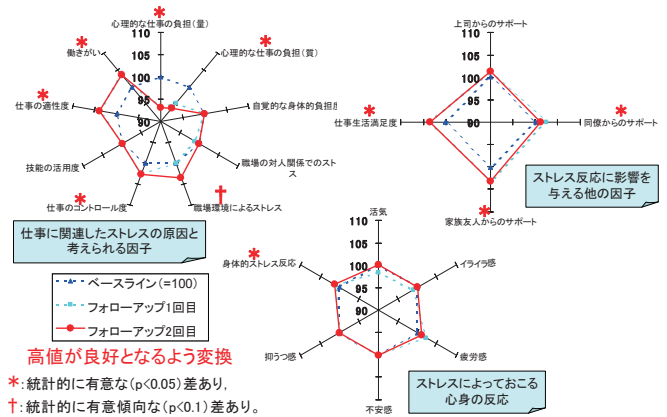 心理的な仕事の負担(量)
110
105
100
95
90
*
働きがい
*
心理的な仕事の負担(質)
*
仕事の適性度
*
自覚的な身体的負担度
技能の活用度
職場の対人関係でのスト
レス
仕事のコントロール度
*
職場環境によるストレス
†
仕事に関連したストレスの原因と
考えられる因子
上司からのサポート
110
105
100
95
90
仕事生活満足度
*
同僚からのサポート
*
家族友人からのサポート
*
ストレス反応に影響を
与える他の因子
活気
110
105
100
95
90
身体的ストレス反応
*
イライラ感
抑うつ感
疲労感
不安感
ストレスによっておこる
心身の反応
ベースライン(=100)
フォローアップ1回目
フォローアップ2回目
高値が良好となるよう変換
*:統計的に有意な(p<0.05)差あり,
†:統計的に有意傾向な(p<0.1)差あり。